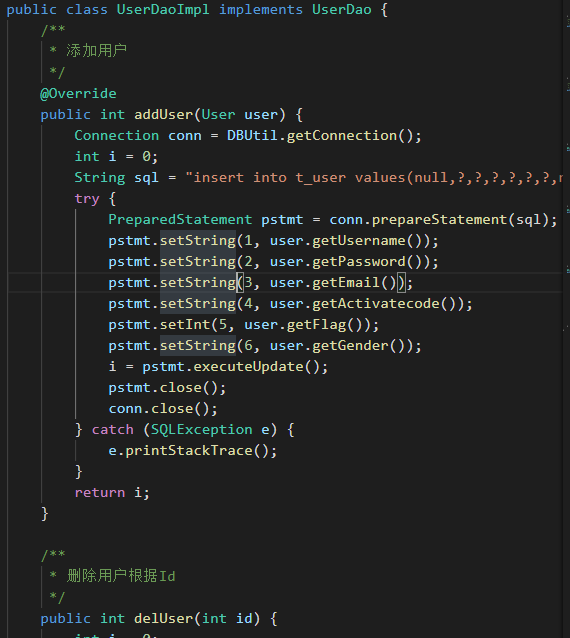 public class UserDaoImpl implements UserDao {
/**
* 添加用户
*/
@Override
public int addUser(User user) {
Connection conn = DBUtil.getConnection();
int i = 0;
String sql = "insert into t_user values(null,?,?,?,?,?,?,n
try {
PreparedStatement pstmt = conn.prepareStatement(sql);
pstmt.setString(1, user.getUsername());
pstmt.setString(2, user.getPassword());
pstmt.setString(3, user.getEmail());
pstmt.setString(4, user.getActivatecode());
pstmt.setInt(5, user.getFlag());
pstmt.setString(6, user.getGender());
i = pstmt.executeUpdate();
pstmt.close();
conn.close();
} catch (SQLException e) {
e.printStackTrace();
}
return i;
}
/**
* 删除用户根据Id
*/
public int delUser(int id) {
int i = 0;